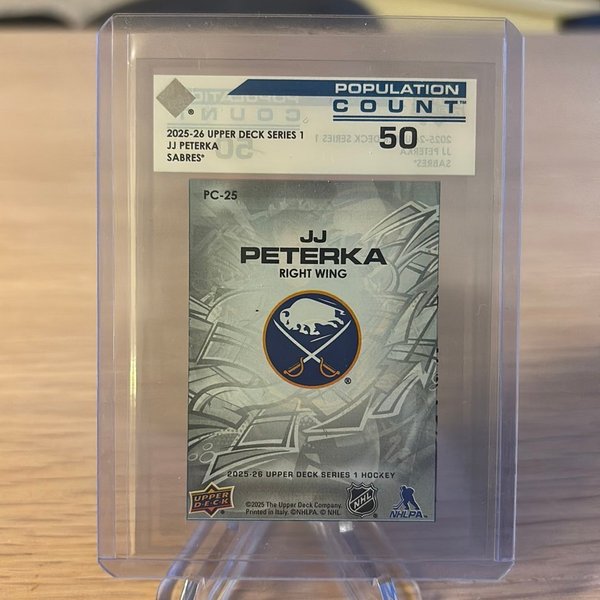 POPULATION
COUNT™
®
2025-26 UPPER DECK SERIES 1
JJ PETERKA
SABRES*
50
PC-25
JJ
PETERKA
RIGHT WING
®
2025-26 UPPER DECK SERIES 1 HOCKEY
UPPER
DECK
©2025 The Upper Deck Company.
Printed in Italy. ©NHLPA. © NHL.
NHL
NHLPA